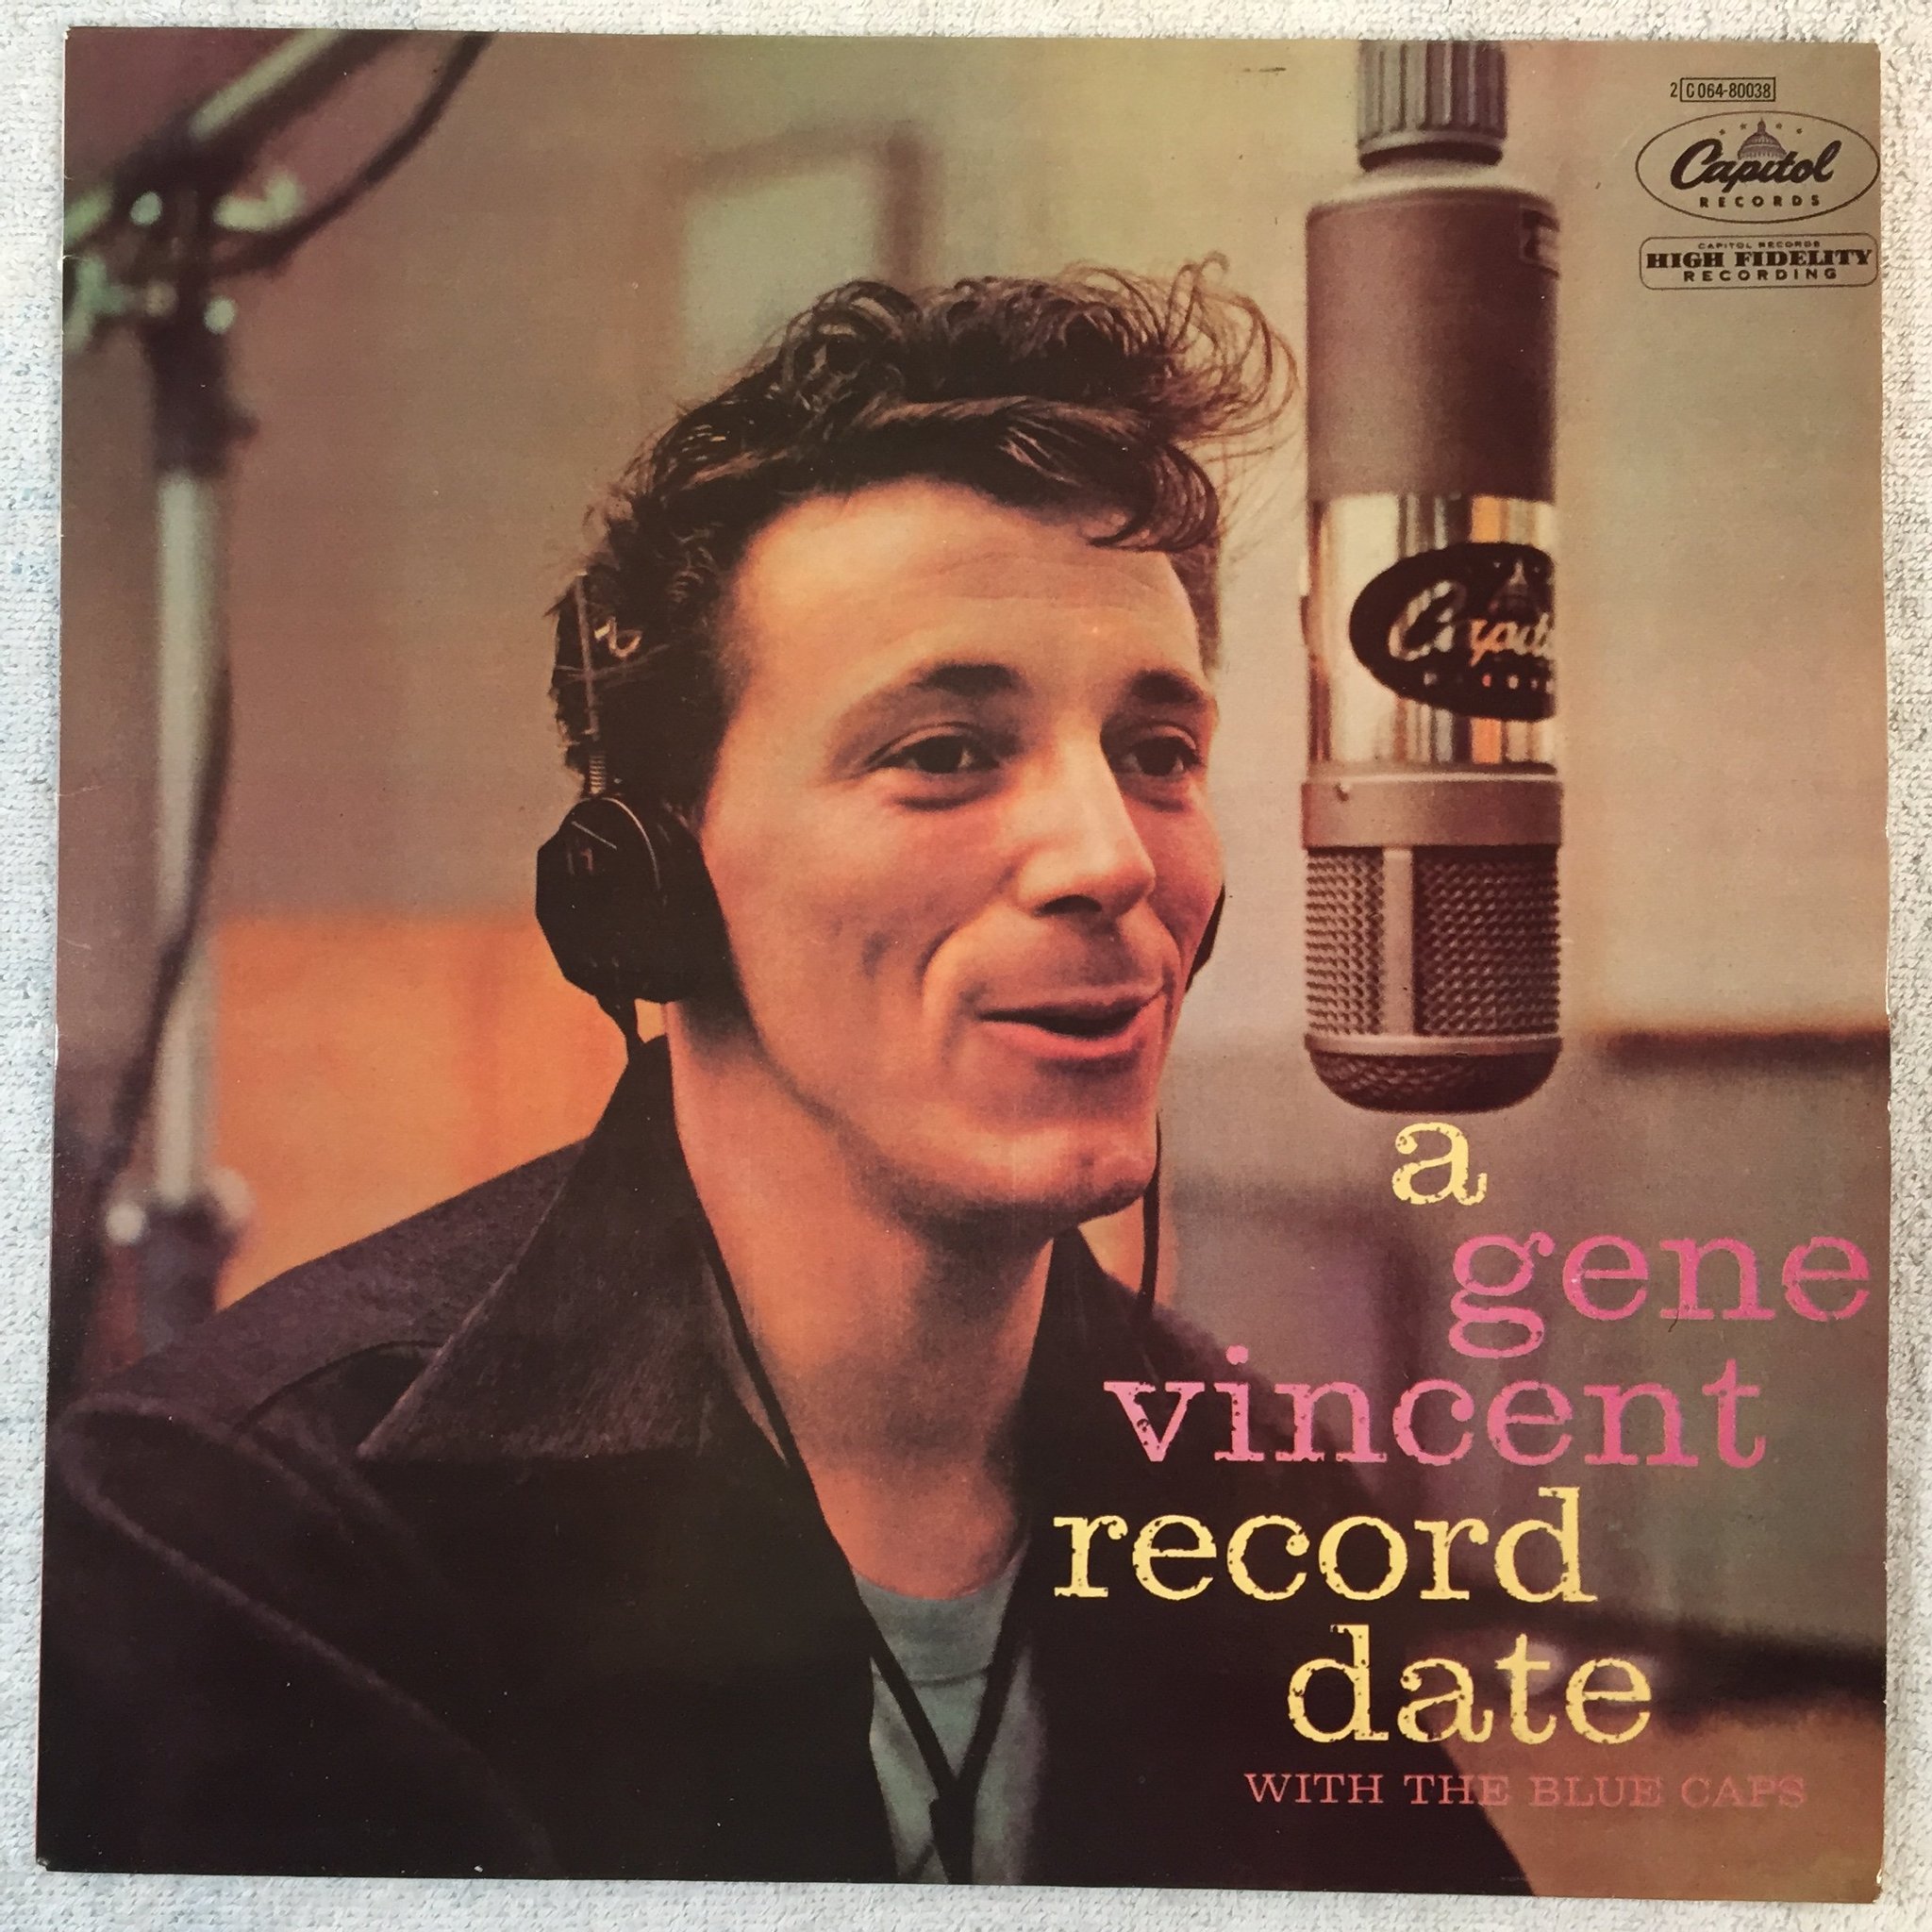 2 C 064-80038
Capitol
RECORDS
CAPITOL RECORDS
HIGH FIDELITY
RECORDING
a
gene
vincent
record
date
WITH THE BLUE CAPS